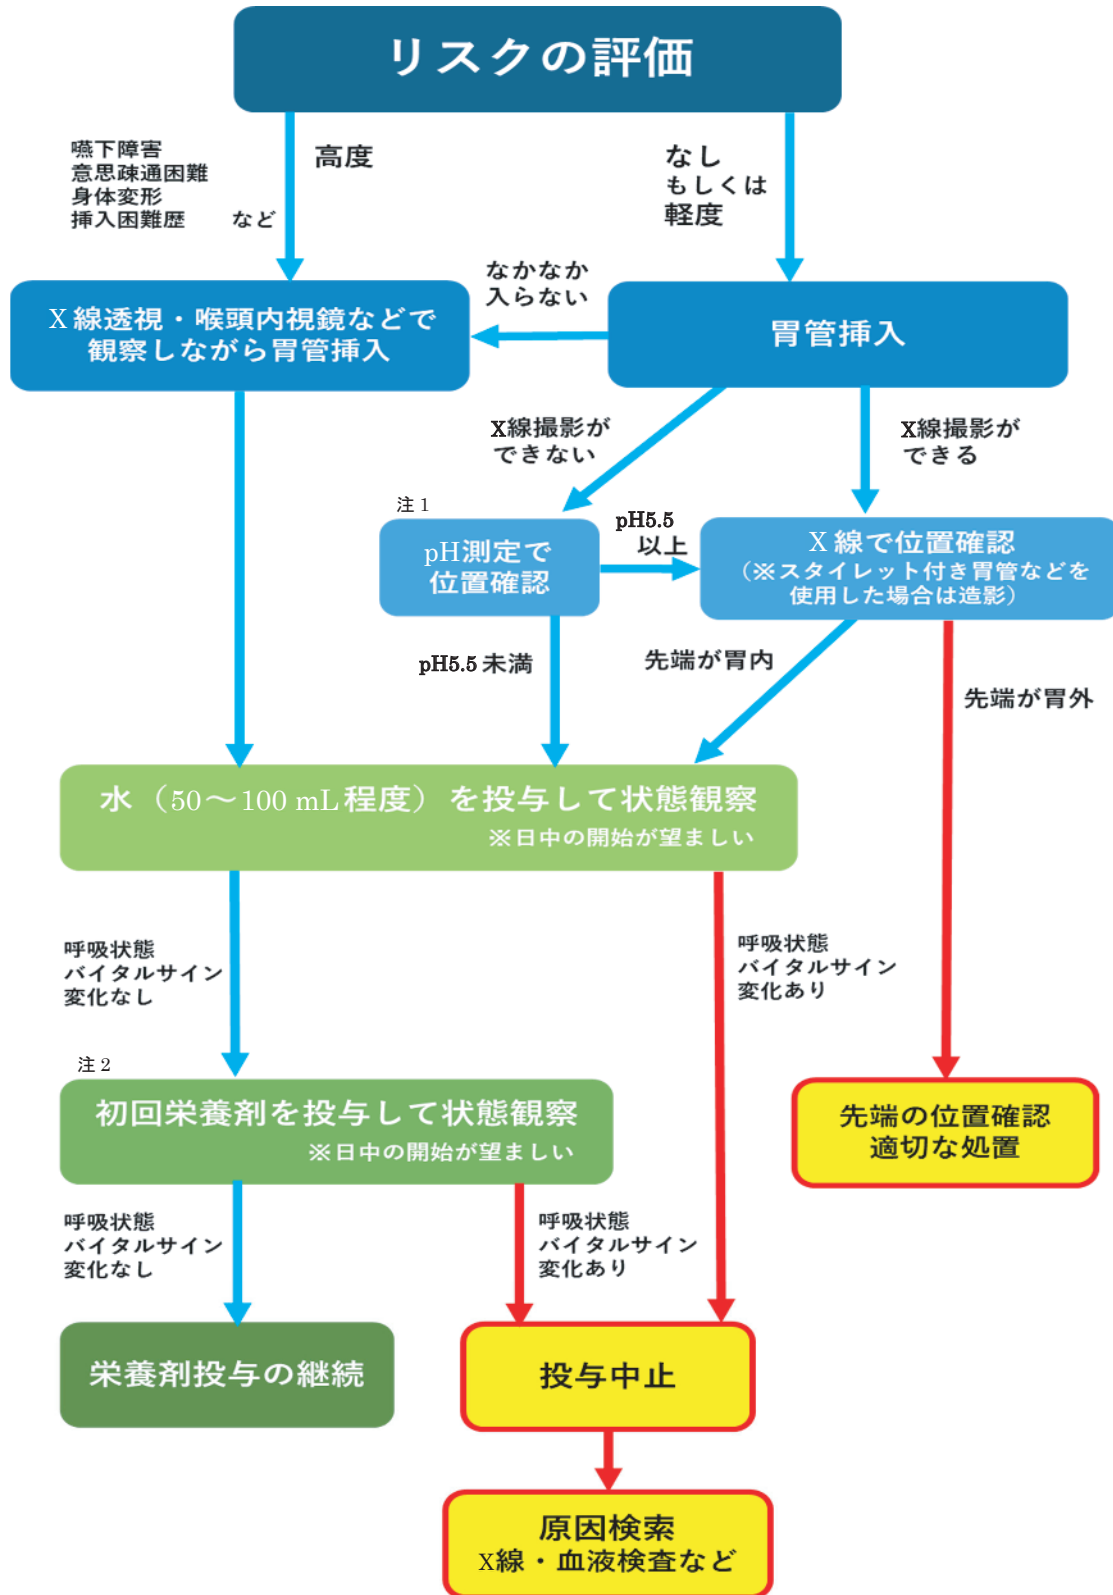 リスクの評価
嚥下障害
意思疎通困難
身体変形
挿入困難歴　など
高度
なし
もしくは
軽度
X線透視・喉頭内視鏡などで
観察しながら胃管挿入
なかなか
入らない
胃管挿入
X線撮影が
できない
X線撮影が
できる
注1
pH測定で
位置確認
pH5.5
以上
X線で位置確認
（※スタイレット付き胃管などを
使用した場合は造影）
pH5.5未満
先端が胃内
先端が胃外
水（50～100 mL程度）を投与して状態観察
※日中の開始が望ましい
呼吸状態
バイタルサイン
変化なし
呼吸状態
バイタルサイン
変化あり
注2
初回栄養剤を投与して状態観察
※日中の開始が望ましい
先端の位置確認
適切な処置
呼吸状態
バイタルサイン
変化なし
呼吸状態
バイタルサイン
変化あり
栄養剤投与の継続
投与中止
原因検索
X線・血液検査など